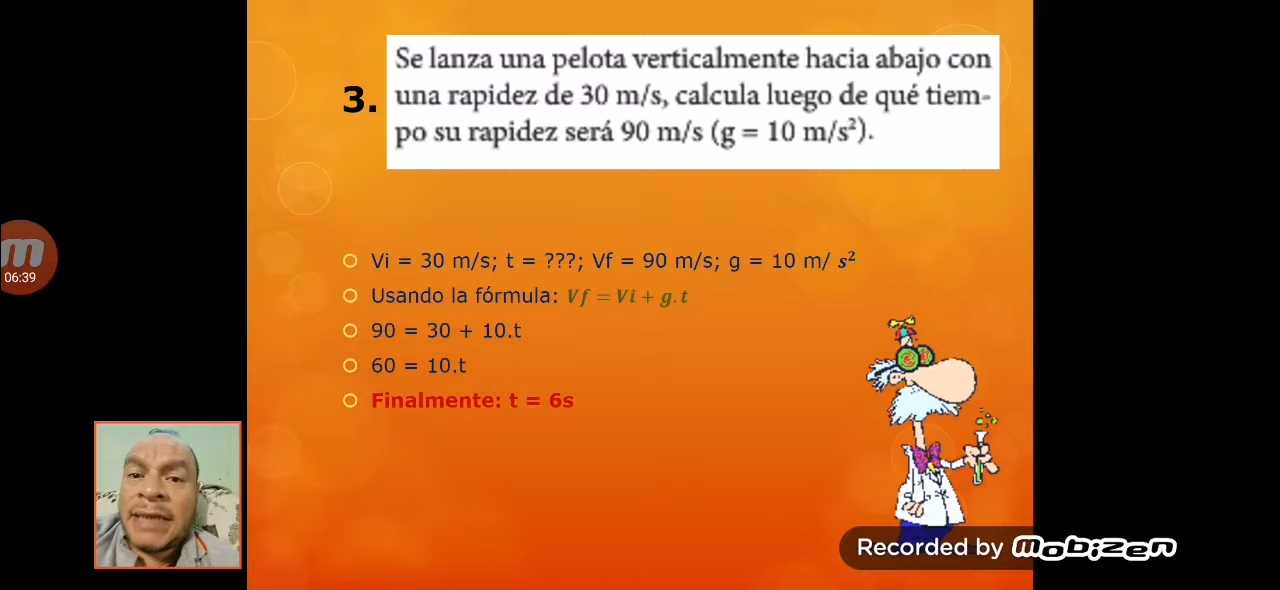 3.
Se lanza una pelota verticalmente hacia abajo con
una rapidez de 30 m/s, calcula luego de qué tiem-
po su rapidez será 90 m/s (g = 10 m/s²).
Vi = 30 m/s; t = ???; Vf = 90 m/s; g = 10 m/ s²
Usando la fórmula: Vf = Vi + g.t
90 = 30 + 10.t
60 = 10.t
Finalmente: t = 6s
m
06:39
Recorded by Mobizen